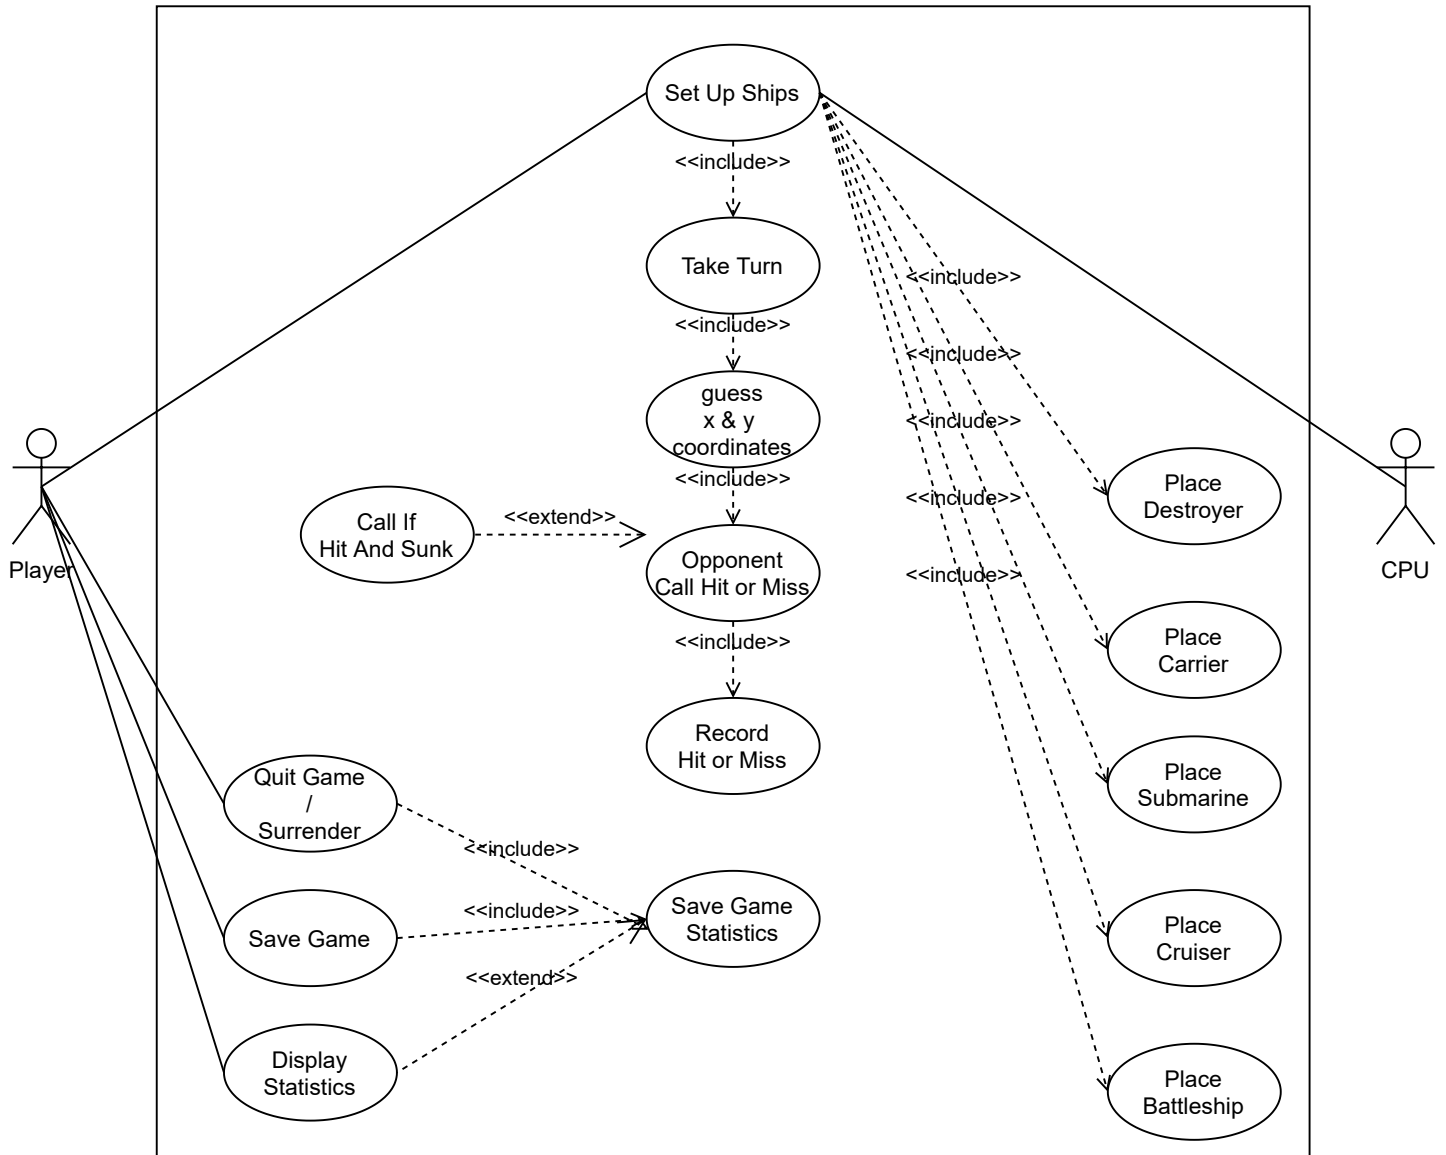 Set Up Ships
<<include>>
Take Turn
<<include>>
<<include>>
<<include>>
guess
x & y
coordinates
<<include>>
<<include>>
Place
Destroyer
<<include>>
Call If
Hit And Sunk
<<extend>>
Opponent
Call Hit or Miss
<<include>>
Player
CPU
<<include>>
Place
Carrier
Record
Hit or Miss
Place
Submarine
Quit Game
/
Surrender
<<include>>
Save Game
<<include>>
Save Game
Statistics
Place
Cruiser
<<extend>>
Display
Statistics
Place
Battleship